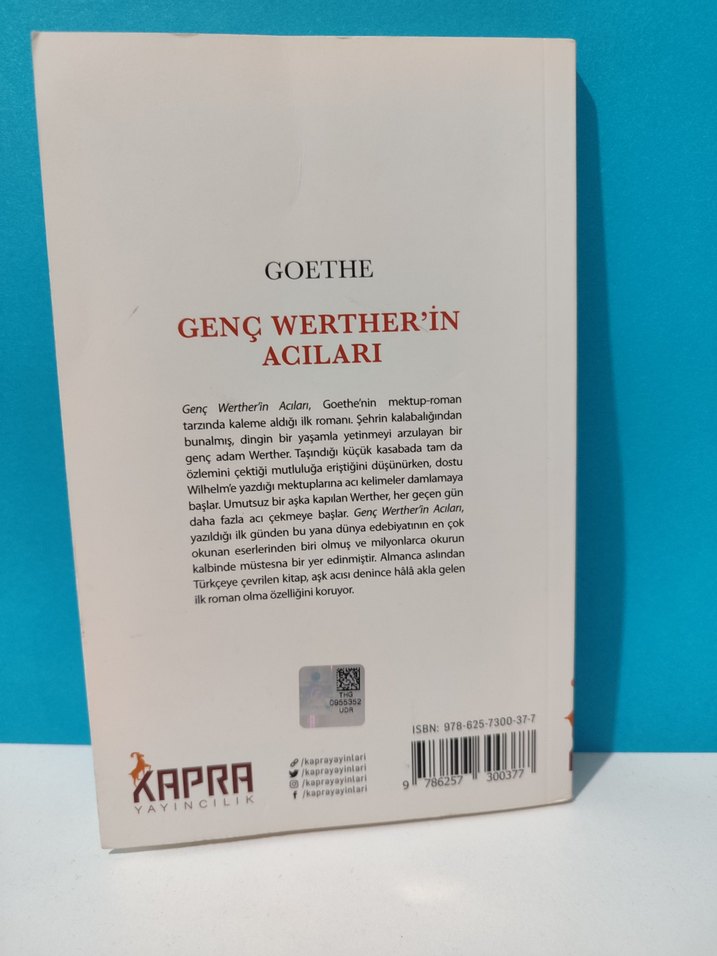 GOETHE
GENÇ WERTHER’İN
ACILARI
Genç Werther’in Acıları, Goethe’nin mektup-roman
tarzında kaleme aldığı ilk romanı. Şehrin kalabalığından
bunalmış, dingin bir yaşamla yetinmeyi arzulayan bir
genç adam Werther. Taşındığı küçük kasabada tam da
özlemini çektiği mutluluğa eriştiğini düşünürken, dostu
Wilhelm’e yazdığı mektuplarına acı kelimeler damlamaya
başlar. Umutsuz bir aşka kapılan Werther, her geçen gün
daha fazla acı çekmeye başlar. Genç Werther’in Acıları,
yazıldığı ilk günden bu yana dünya edebiyatının en çok
okunan eserlerinden biri olmuş ve milyonlarca okurun
kalbinde müstesna bir yer edinmiştir. Almanca aslından
Türkçeye çevrilen kitap, aşk acısı denince hâlâ akla gelen
ilk roman olma özelliğini koruyor.
THG
0955352
UDR
KAPRA
YAYINCILIK
/kaprayayinlari
/kaprayayinlari
/kaprayayinlari
/kaprayayinlari
ISBN: 978-625-7300-37-7
9 786257 300377